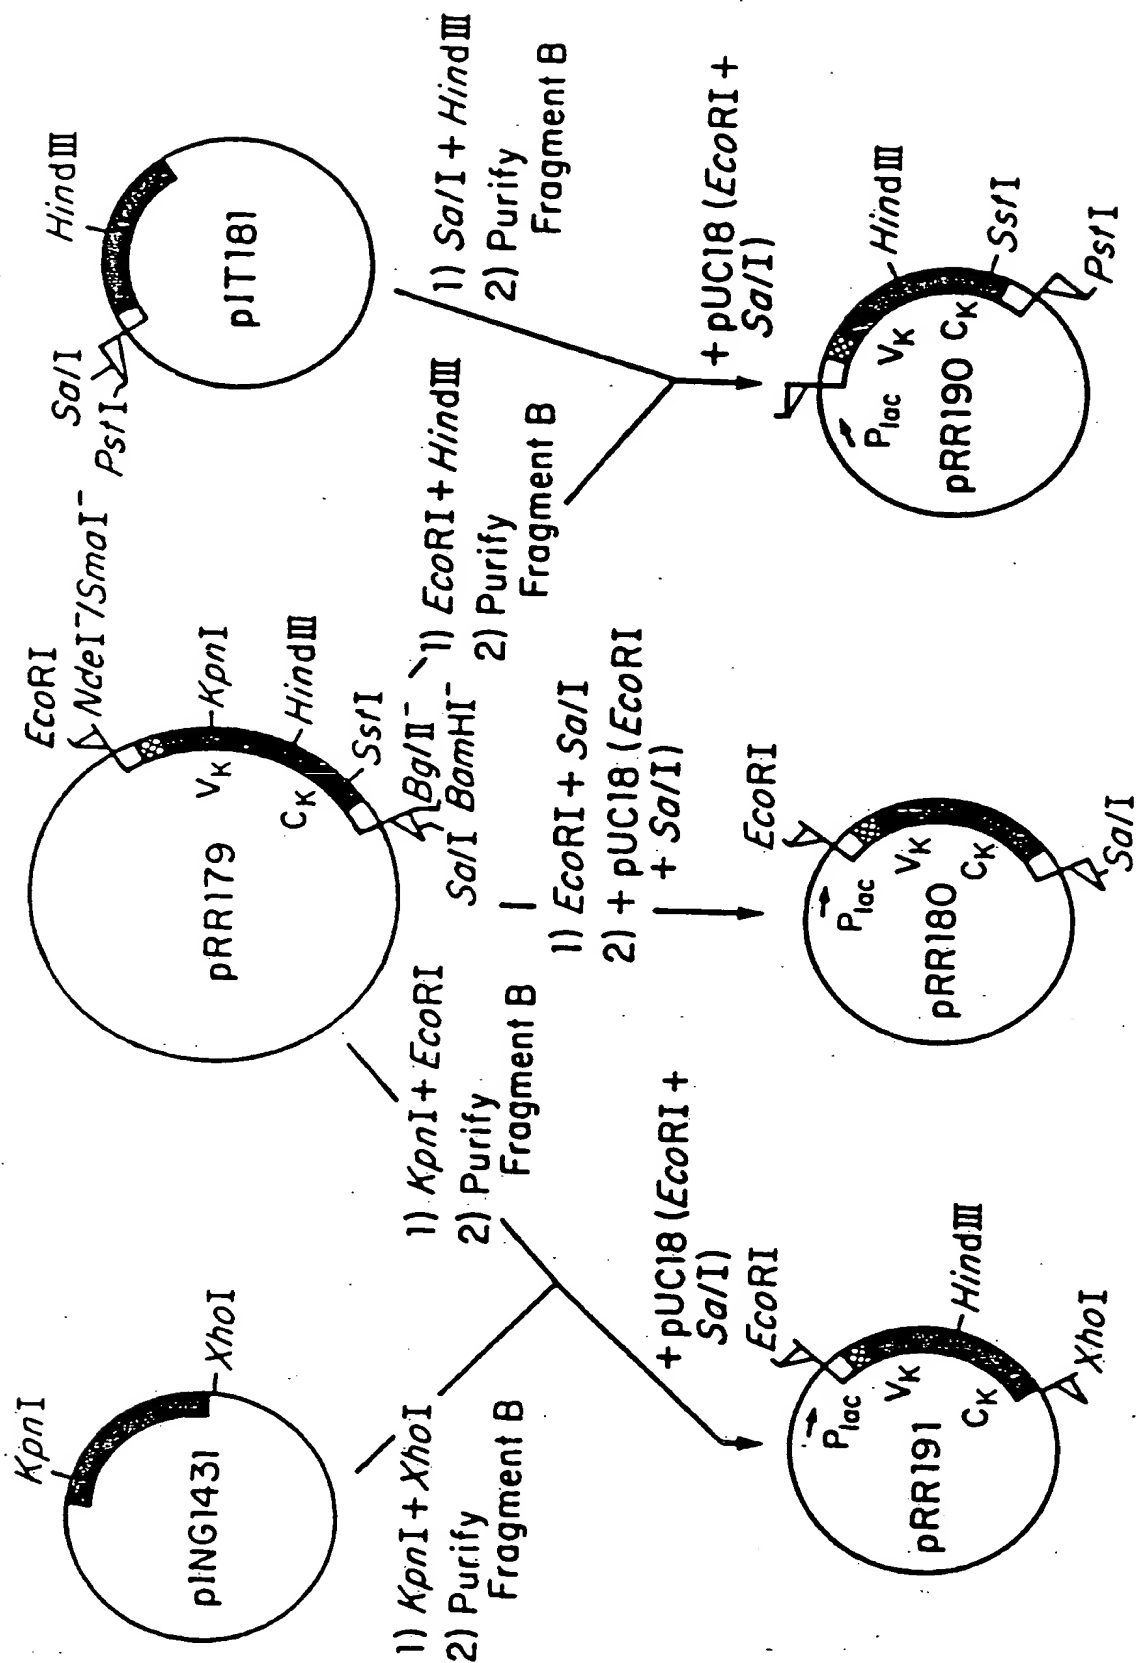 KpnI
XhoI
pING1431
1) KpnI + XhoI
2) Purify
Fragment B
EcoRI
NdeI⁻/SmaI⁻
KpnI
HindIII
SstI
BglII⁻
BamHI⁻
SalI
VK
CK
pRR179
1) KpnI + EcoRI
2) Purify
Fragment B
1) EcoRI + SalI
2) + pUC18 (EcoRI
+ SalI)
1) EcoRI + HindIII
2) Purify
Fragment B
SalI
PstI
HindIII
pIT181
1) SalI + HindIII
2) Purify
Fragment B
+ pUC18 (EcoRI +
SalI)
EcoRI
Plac
VK
CK
HindIII
XhoI
pRR191
EcoRI
Plac
VK
CK
SalI
pRR180
+ pUC18 (EcoRI +
SalI)
Plac
VK
HindIII
pRR190 CK
SstI
PstI